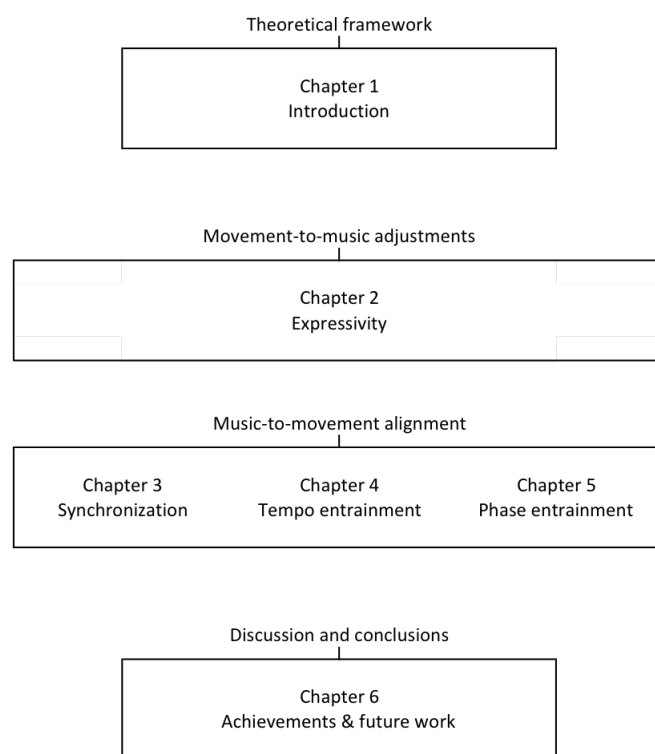 Theoretical framework
Chapter 1
Introduction
Movement-to-music adjustments
Chapter 2
Expressivity
Music-to-movement alignment
Chapter 3
Synchronization
Chapter 4
Tempo entrainment
Chapter 5
Phase entrainment
Discussion and conclusions
Chapter 6
Achievements & future work